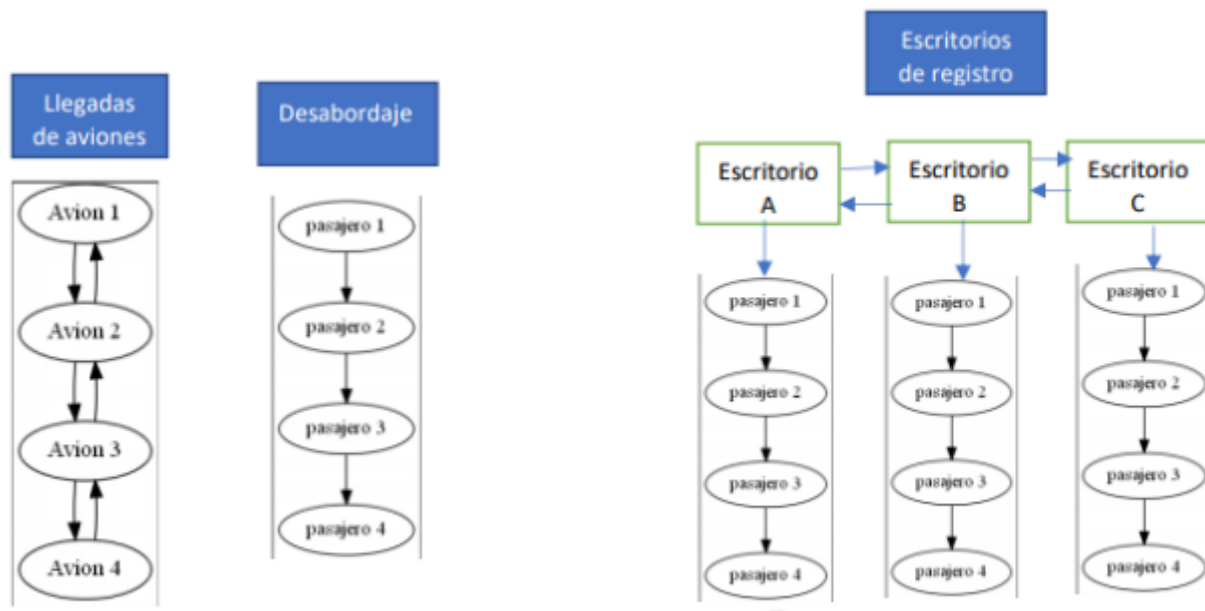 Llegadas
de aviones
Avion 1
Avion 2
Avion 3
Avion 4
Desabordaje
pasajero 1
pasajero 2
pasajero 3
pasajero 4
Escritorios
de registro
Escritorio
A
Escritorio
B
Escritorio
C
pasajero 1
pasajero 2
pasajero 3
pasajero 4
pasajero 1
pasajero 2
pasajero 3
pasajero 4
pasajero 1
pasajero 2
pasajero 3
pasajero 4